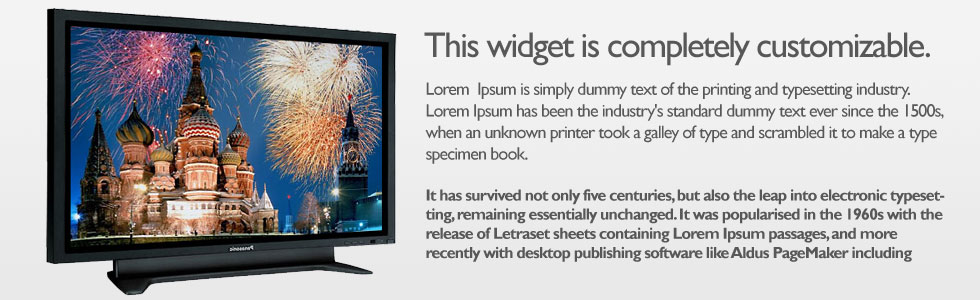 This widget is completely customizable.
Lorem Ipsum is simply dummy text of the printing and typesetting industry.
Lorem Ipsum has been the industry's standard dummy text ever since the 1500s,
when an unknown printer took a galley of type and scrambled it to make a type
specimen book.
It has survived not only five centuries, but also the leap into electronic typeset-
ting, remaining essentially unchanged. It was popularised in the 1960s with the
release of Letraset sheets containing Lorem Ipsum passages, and more
recently with desktop publishing software like Aldus PageMaker including
Panasonic